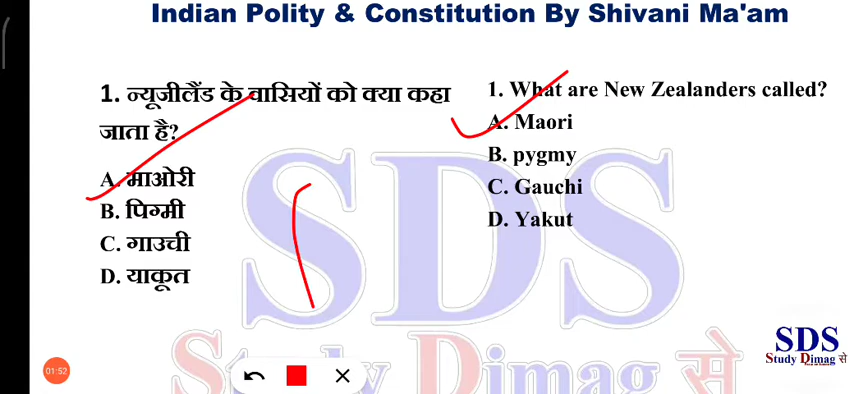 Indian Polity & Constitution By Shivani Ma'am
1. न्यूजीलैंड के वासियों को क्या कहा
जाता है?
A. माओरी
B. पिग्मी
C. गाउची
D. याकूत
1. What are New Zealanders called?
A. Maori
B. pygmy
C. Gauchi
D. Yakut
SDS
Study Dimag से
SDS
Study Dimag से
01:52